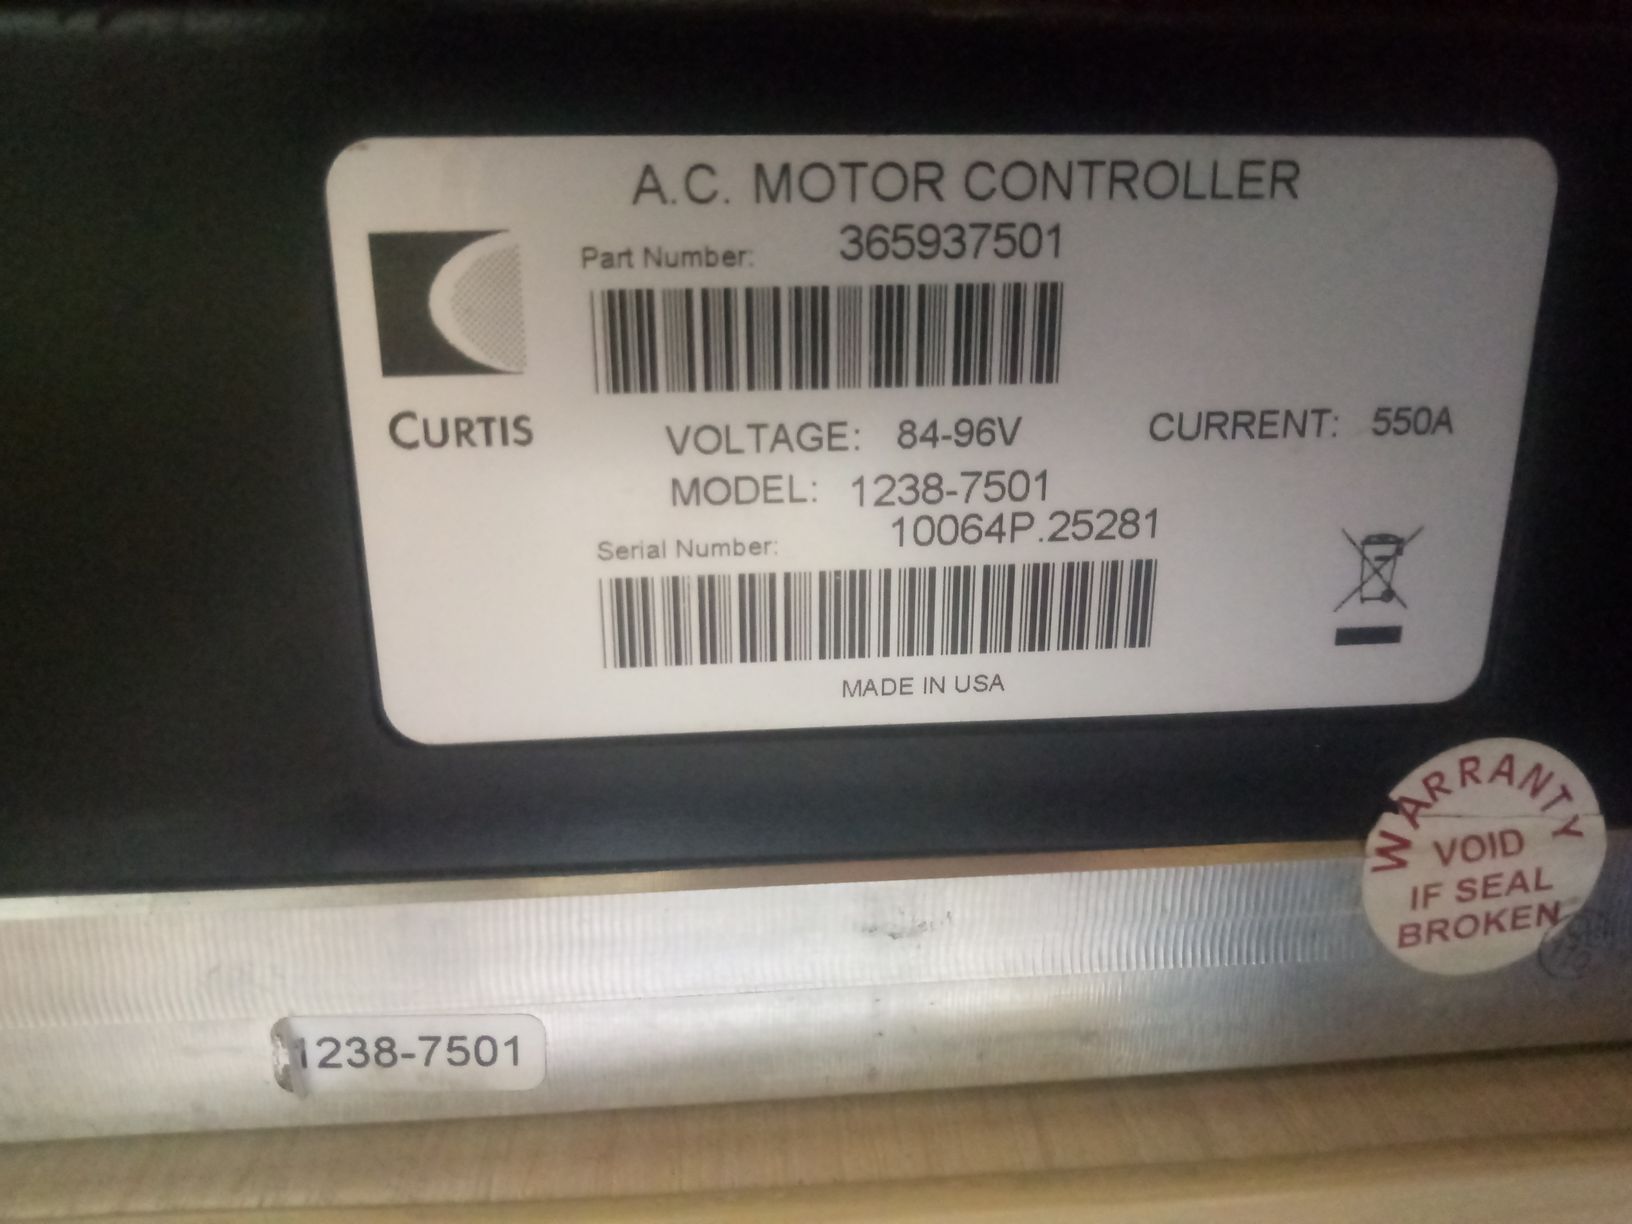 A.C. MOTOR CONTROLLER
Part Number: 365937501
CURTIS
VOLTAGE: 84-96V CURRENT: 550A
MODEL: 1238-7501
Serial Number: 10064P.25281
MADE IN USA
WARRANTY
VOID
IF SEAL
BROKEN
1238-7501